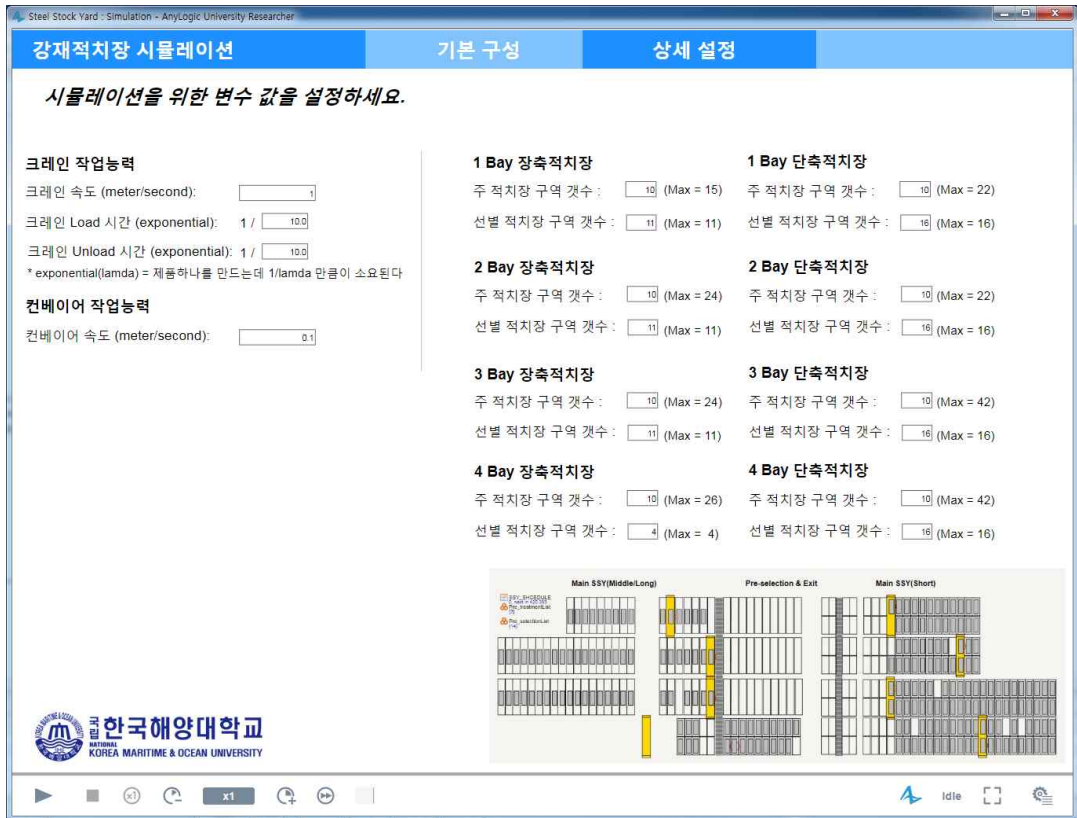 Steel Stock Yard : Simulation - AnyLogic University Researcher
강재적치장 시뮬레이션 기본 구성 상세 설정
시뮬레이션을 위한 변수 값을 설정하세요.
크레인 작업능력
크레인 속도 (meter/second): 1
크레인 Load 시간 (exponential): 1 / 10.0
크레인 Unload 시간 (exponential): 1 / 10.0
* exponential(lamda) = 제품하나를 만드는데 1/lamda 만큼이 소요된다
컨베이어 작업능력
컨베이어 속도 (meter/second): 0.1
1 Bay 장축적치장
주 적치장 구역 갯수 : 10 (Max = 15)
선별 적치장 구역 갯수 : 11 (Max = 11)
1 Bay 단축적치장
주 적치장 구역 갯수 : 10 (Max = 22)
선별 적치장 구역 갯수 : 16 (Max = 16)
2 Bay 장축적치장
주 적치장 구역 갯수 : 10 (Max = 24)
선별 적치장 구역 갯수 : 11 (Max = 11)
2 Bay 단축적치장
주 적치장 구역 갯수 : 10 (Max = 22)
선별 적치장 구역 갯수 : 16 (Max = 16)
3 Bay 장축적치장
주 적치장 구역 갯수 : 10 (Max = 24)
선별 적치장 구역 갯수 : 11 (Max = 11)
3 Bay 단축적치장
주 적치장 구역 갯수 : 10 (Max = 42)
선별 적치장 구역 갯수 : 16 (Max = 16)
4 Bay 장축적치장
주 적치장 구역 갯수 : 10 (Max = 26)
선별 적치장 구역 갯수 : 4 (Max = 4)
4 Bay 단축적치장
주 적치장 구역 갯수 : 10 (Max = 42)
선별 적치장 구역 갯수 : 16 (Max = 16)
Main SSY(Middle/Long) Pre-selection & Exit Main SSY(Short)
Pre_selectionList
국립한국해양대학교
NATIONAL
KOREA MARITIME & OCEAN UNIVERSITY
x1 x1 Idle